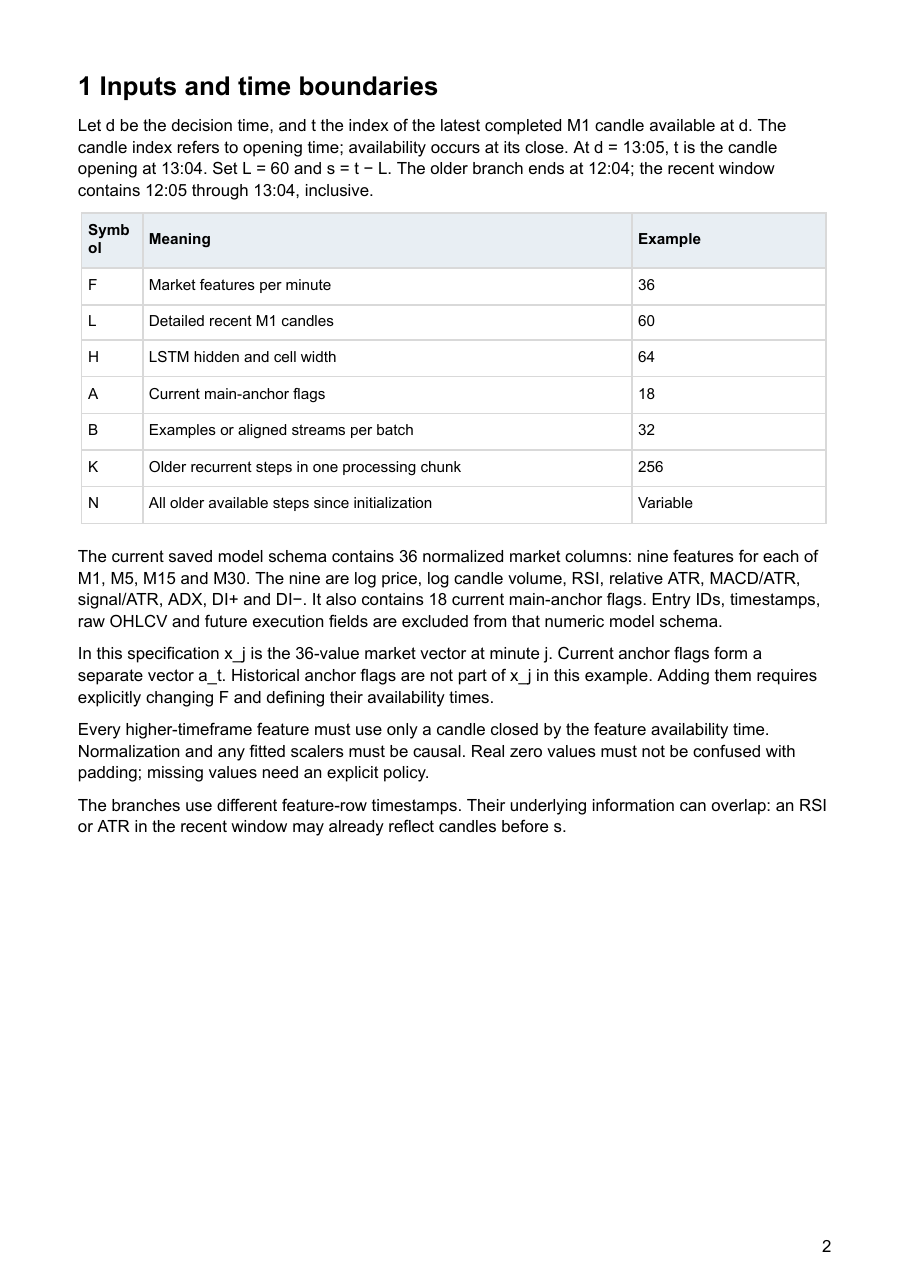 1 Inputs and time boundaries
Let d be the decision time, and t the index of the latest completed M1 candle available at d. The
candle index refers to opening time; availability occurs at its close. At d = 13:05, t is the candle
opening at 13:04. Set L = 60 and s = t − L. The older branch ends at 12:04; the recent window
contains 12:05 through 13:04, inclusive.
Symb
ol
Meaning
Example
F
Market features per minute
36
L
Detailed recent M1 candles
60
H
LSTM hidden and cell width
64
A
Current main-anchor flags
18
B
Examples or aligned streams per batch
32
K
Older recurrent steps in one processing chunk
256
N
All older available steps since initialization
Variable
The current saved model schema contains 36 normalized market columns: nine features for each of
M1, M5, M15 and M30. The nine are log price, log candle volume, RSI, relative ATR, MACD/ATR,
signal/ATR, ADX, DI+ and DI−. It also contains 18 current main-anchor flags. Entry IDs, timestamps,
raw OHLCV and future execution fields are excluded from that numeric model schema.
In this specification x_j is the 36-value market vector at minute j. Current anchor flags form a
separate vector a_t. Historical anchor flags are not part of x_j in this example. Adding them requires
explicitly changing F and defining their availability times.
Every higher-timeframe feature must use only a candle closed by the feature availability time.
Normalization and any fitted scalers must be causal. Real zero values must not be confused with
padding; missing values need an explicit policy.
The branches use different feature-row timestamps. Their underlying information can overlap: an RSI
or ATR in the recent window may already reflect candles before s.
2